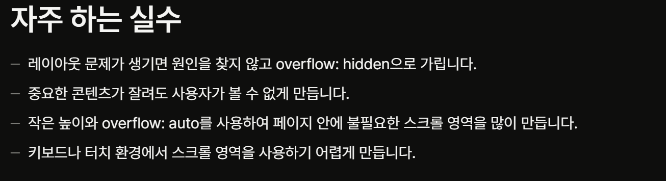 자주 하는 실수
— 레이아웃 문제가 생기면 원인을 찾지 않고 overflow: hidden으로 가립니다.
— 중요한 콘텐츠가 잘려도 사용자가 볼 수 없게 만듭니다.
— 작은 높이와 overflow: auto를 사용하여 페이지 안에 불필요한 스크롤 영역을 많이 만듭니다.
— 키보드나 터치 환경에서 스크롤 영역을 사용하기 어렵게 만듭니다.